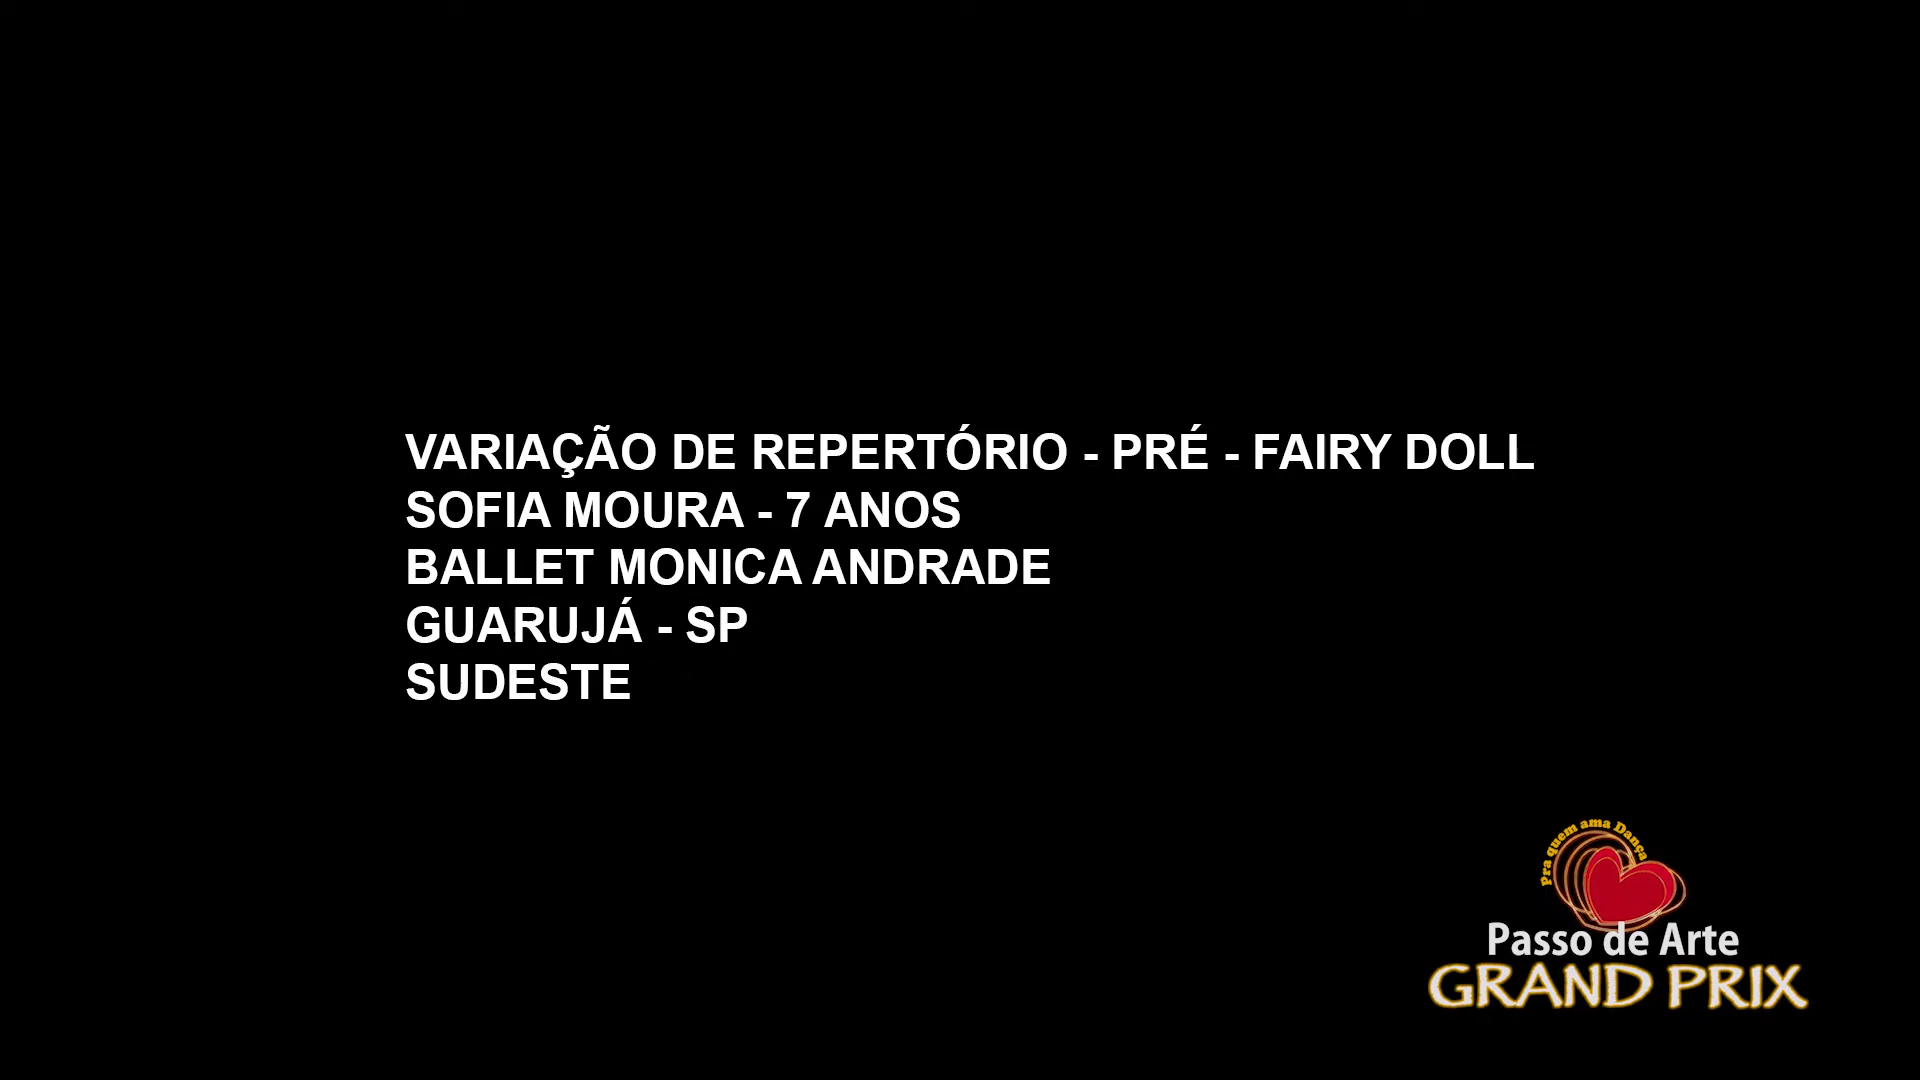 VARIAÇÃO DE REPERTÓRIO - PRÉ - FAIRY DOLL
SOFIA MOURA - 7 ANOS
BALLET MONICA ANDRADE
GUARUJÁ - SP
SUDESTE
Pra quem ama Dança
Passo de Arte
GRAND PRIX